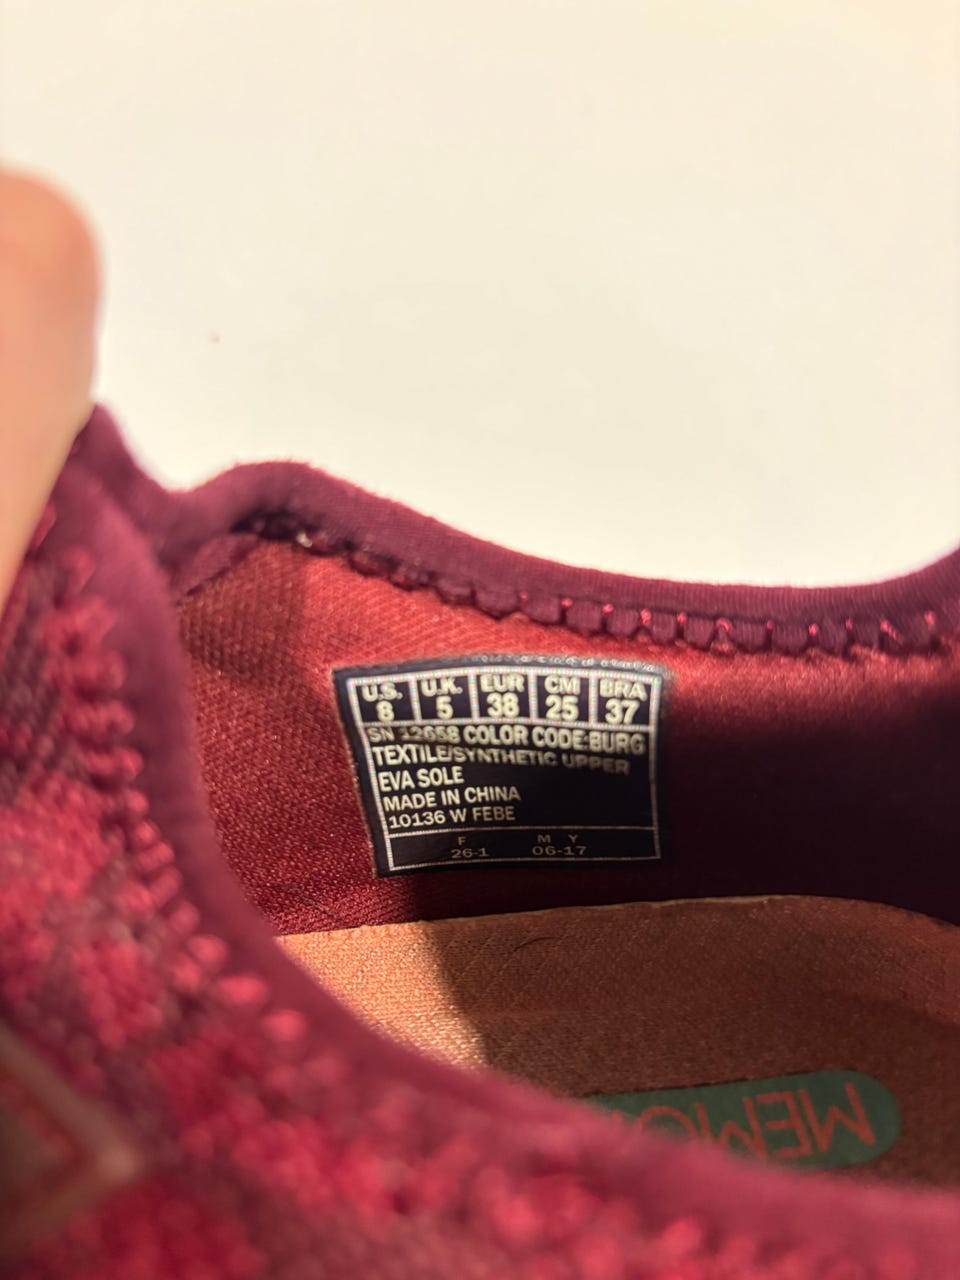 U.S. U.K. EUR CM BRA
8 5 38 25 37
SN 12658 COLOR CODE:BURG
TEXTILE/SYNTHETIC UPPER
EVA SOLE
MADE IN CHINA
10136 W FEBE
F M Y
26-1 06-17